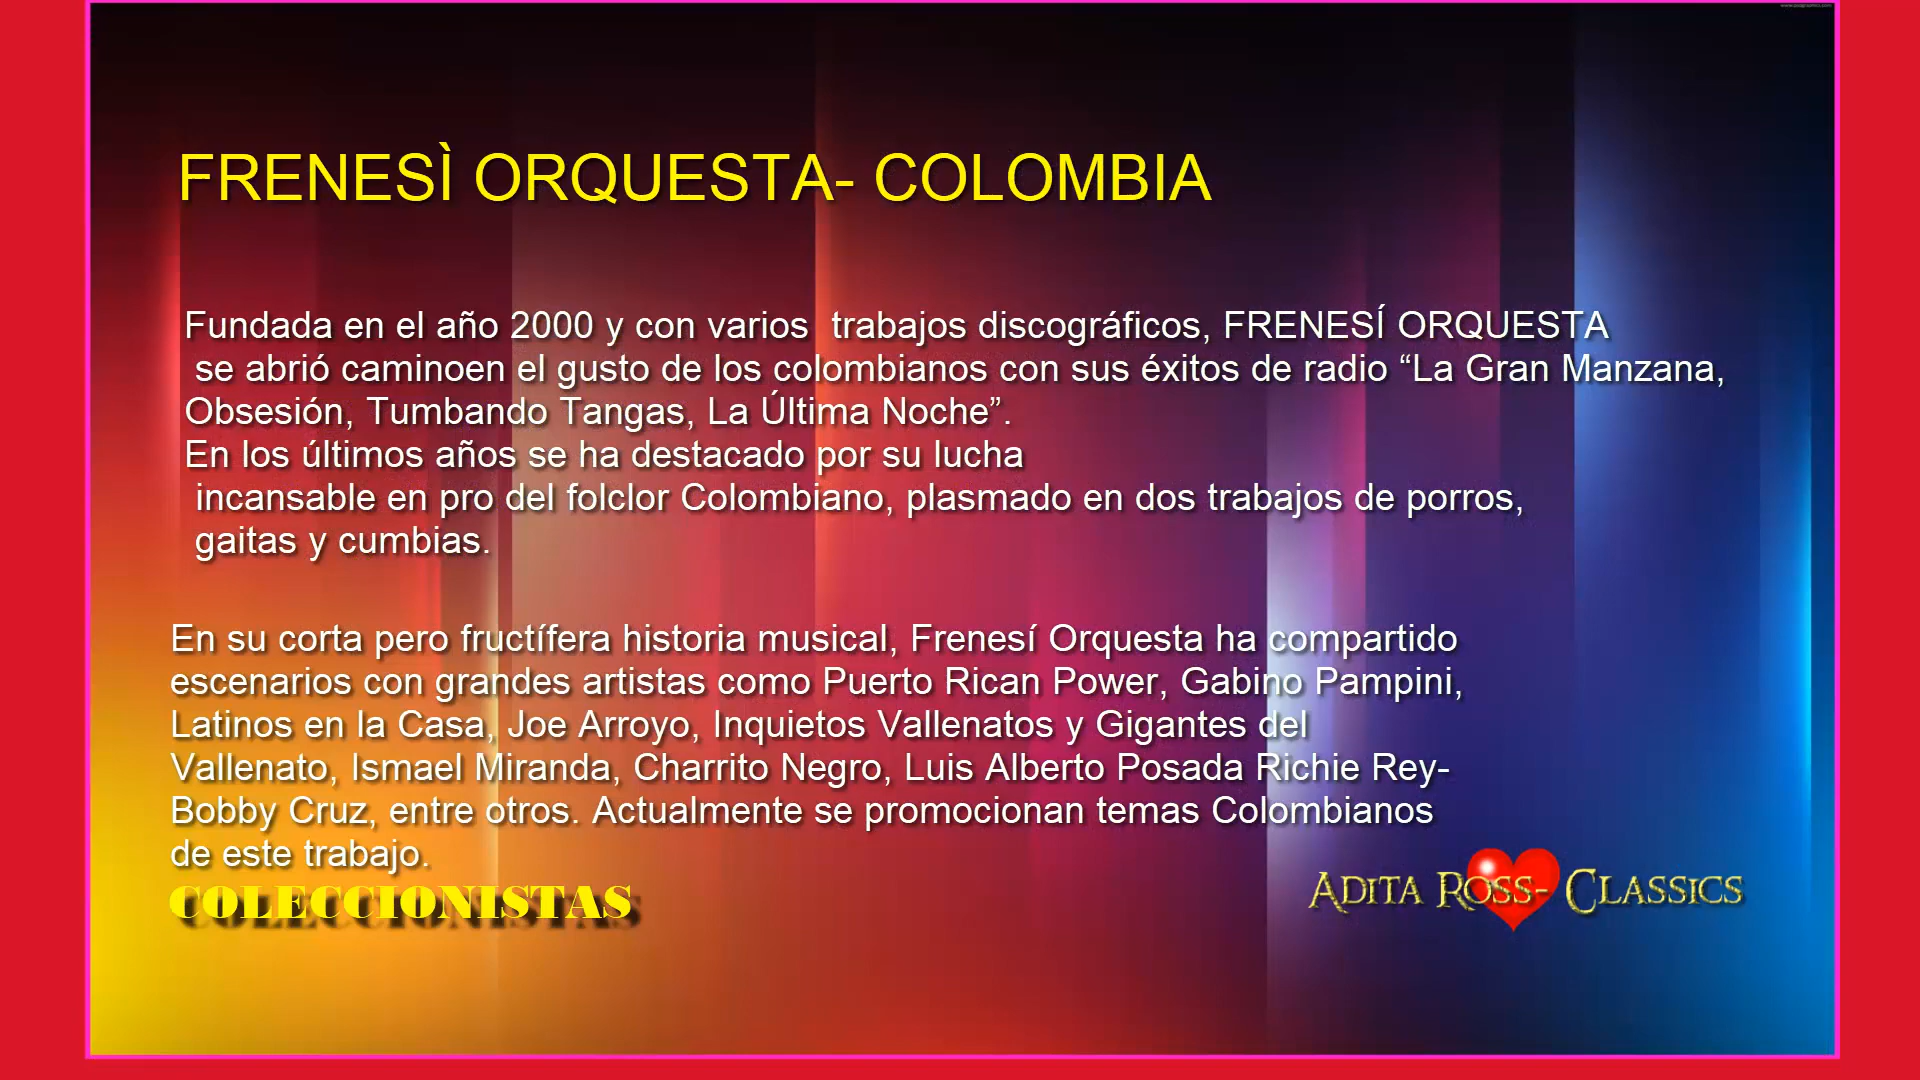 FRENESÌ ORQUESTA- COLOMBIA
Fundada en el año 2000 y con varios  trabajos discográficos, FRENESÍ ORQUESTA
se abrió caminoen el gusto de los colombianos con sus éxitos de radio “La Gran Manzana,
Obsesión, Tumbando Tangas, La Última Noche”.
En los últimos años se ha destacado por su lucha
incansable en pro del folclor Colombiano, plasmado en dos trabajos de porros,
gaitas y cumbias.
En su corta pero fructífera historia musical, Frenesí Orquesta ha compartido
escenarios con grandes artistas como Puerto Rican Power, Gabino Pampini,
Latinos en la Casa, Joe Arroyo, Inquietos Vallenatos y Gigantes del
Vallenato, Ismael Miranda, Charrito Negro, Luis Alberto Posada Richie Rey-
Bobby Cruz, entre otros. Actualmente se promocionan temas Colombianos
de este trabajo.
COLECCIONISTAS
ADITA ROSS- CLASSICS